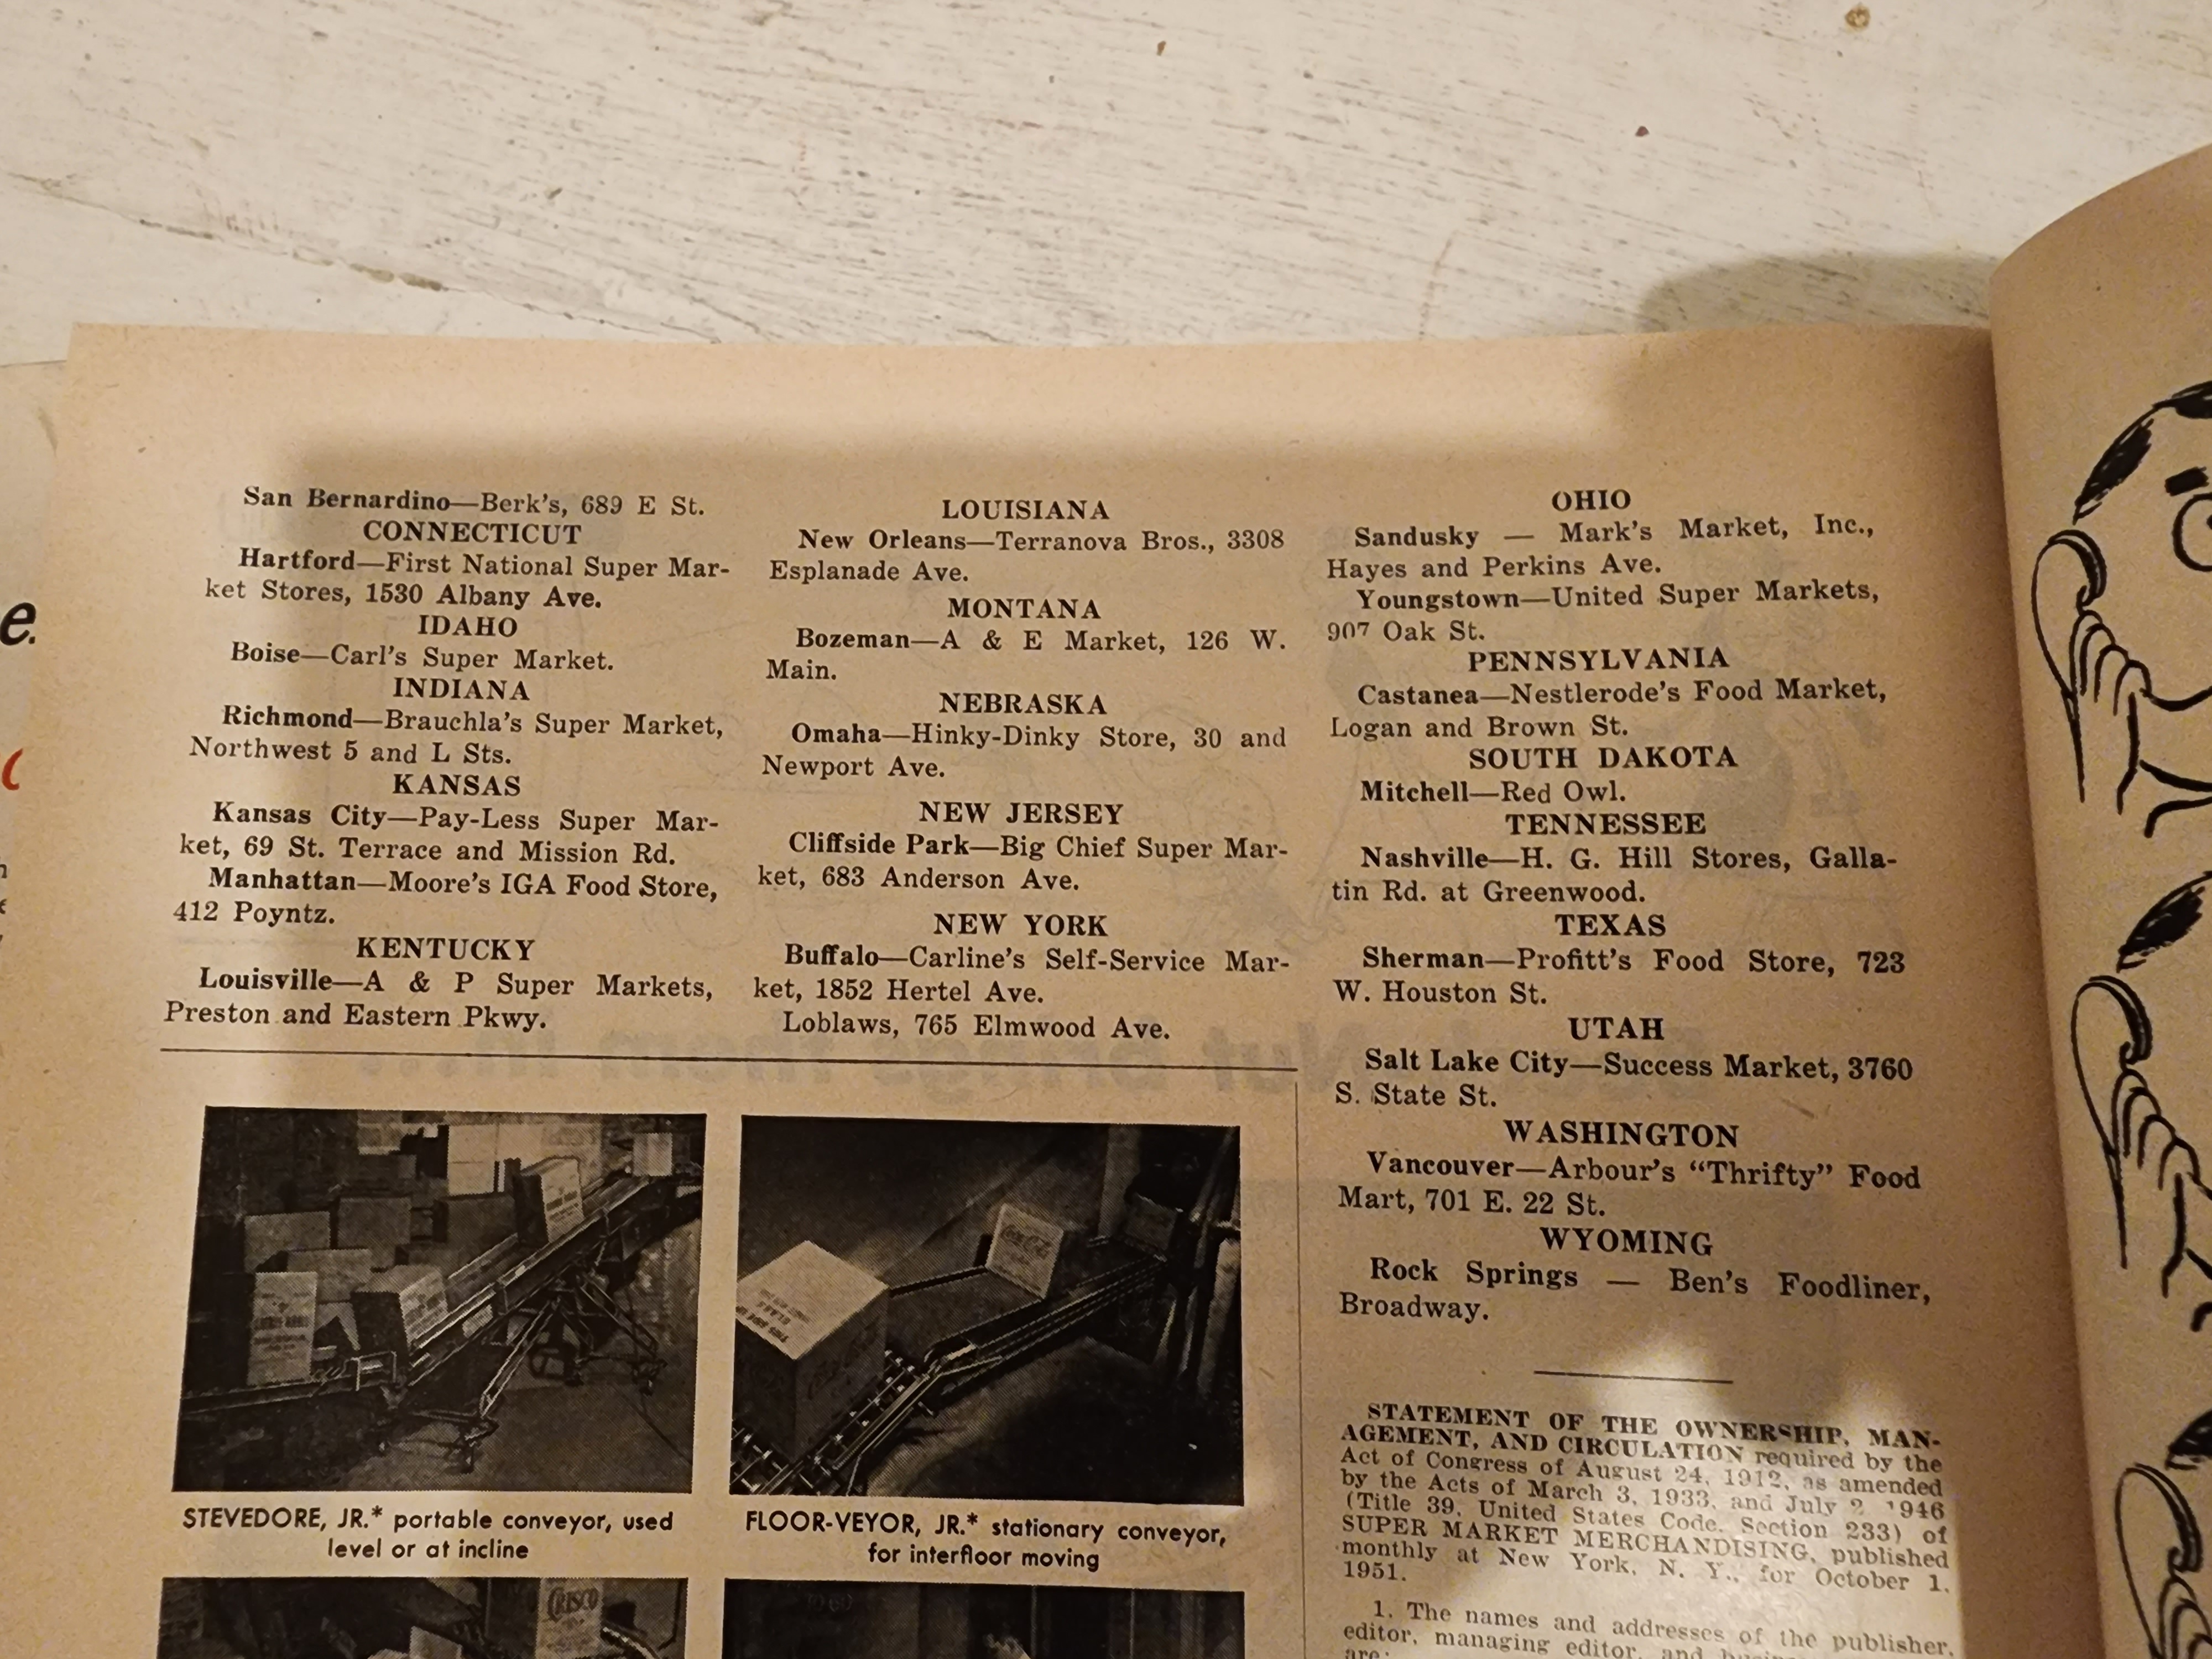 San Bernardino—Berk's, 689 E St.
CONNECTICUT
Hartford—First National Super Mar-
ket Stores, 1530 Albany Ave.
IDAHO
Boise—Carl's Super Market.
INDIANA
Richmond—Brauchla's Super Market,
Northwest 5 and L Sts.
KANSAS
Kansas City—Pay-Less Super Mar-
ket, 69 St. Terrace and Mission Rd.
Manhattan—Moore's IGA Food Store,
412 Poyntz.
KENTUCKY
Louisville—A & P Super Markets,
Preston and Eastern Pkwy.
LOUISIANA
New Orleans—Terranova Bros., 3308
Esplanade Ave.
MONTANA
Bozeman—A & E Market, 126 W.
Main.
NEBRASKA
Omaha—Hinky-Dinky Store, 30 and
Newport Ave.
NEW JERSEY
Cliffside Park—Big Chief Super Mar-
ket, 683 Anderson Ave.
NEW YORK
Buffalo—Carline's Self-Service Mar-
ket, 1852 Hertel Ave.
Loblaws, 765 Elmwood Ave.
OHIO
Sandusky — Mark's Market, Inc.,
Hayes and Perkins Ave.
Youngstown—United Super Markets,
907 Oak St.
PENNSYLVANIA
Castanea—Nestlerode's Food Market,
Logan and Brown St.
SOUTH DAKOTA
Mitchell—Red Owl.
TENNESSEE
Nashville—H. G. Hill Stores, Galla-
tin Rd. at Greenwood.
TEXAS
Sherman—Profitt's Food Store, 723
W. Houston St.
UTAH
Salt Lake City—Success Market, 3760
S. State St.
WASHINGTON
Vancouver—Arbour's "Thrifty" Food
Mart, 701 E. 22 St.
WYOMING
Rock Springs — Ben's Foodliner,
Broadway.
STATEMENT OF THE OWNERSHIP, MAN-
AGEMENT, AND CIRCULATION required by the
Act of Congress of August 24, 1912, as amended
by the Acts of March 3, 1933, and July 2 1946
(Title 39, United States Code, Section 233) of
SUPER MARKET MERCHANDISING, published
monthly at New York, N. Y., for October 1,
1951.
1. The names and addresses of the publisher,
editor, managing editor, and
are:
STEVEDORE, JR.* portable conveyor, used
level or at incline
FLOOR-VEYOR, JR.* stationary conveyor,
for interfloor moving
CRISCO